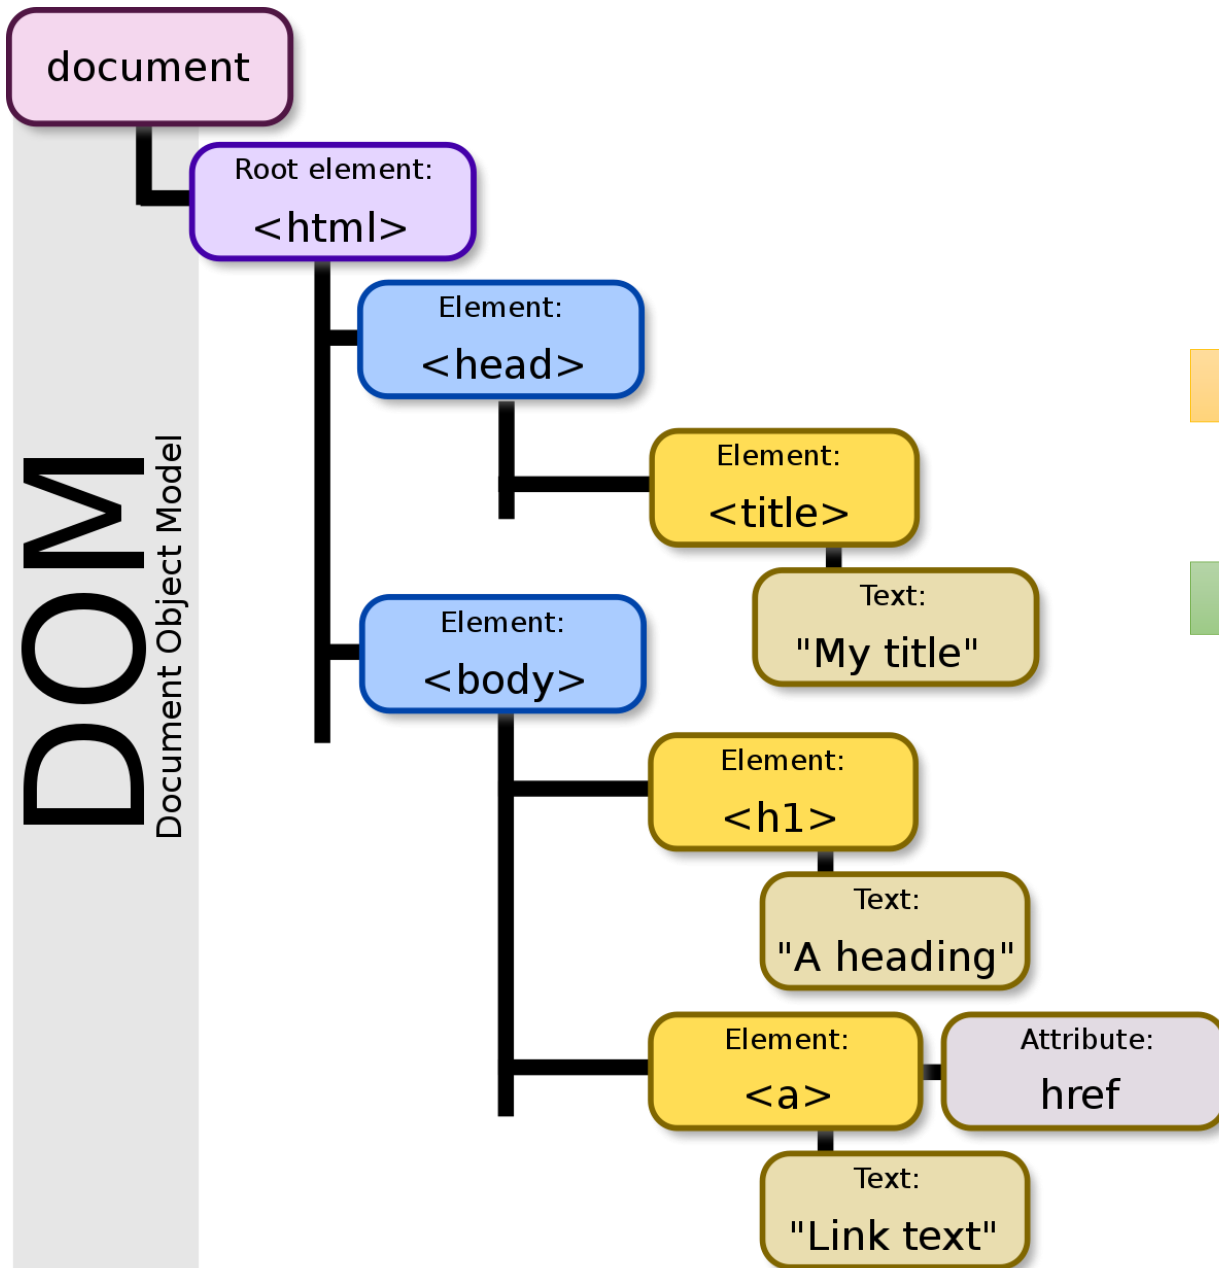 document
Root element:
<html>
Element:
<head>
Element:
<title>
Text:
"My title"
Element:
<body>
Element:
<h1>
Text:
"A heading"
Element:
<a>
Attribute:
href
Text:
"Link text"
DOM
Document Object Model